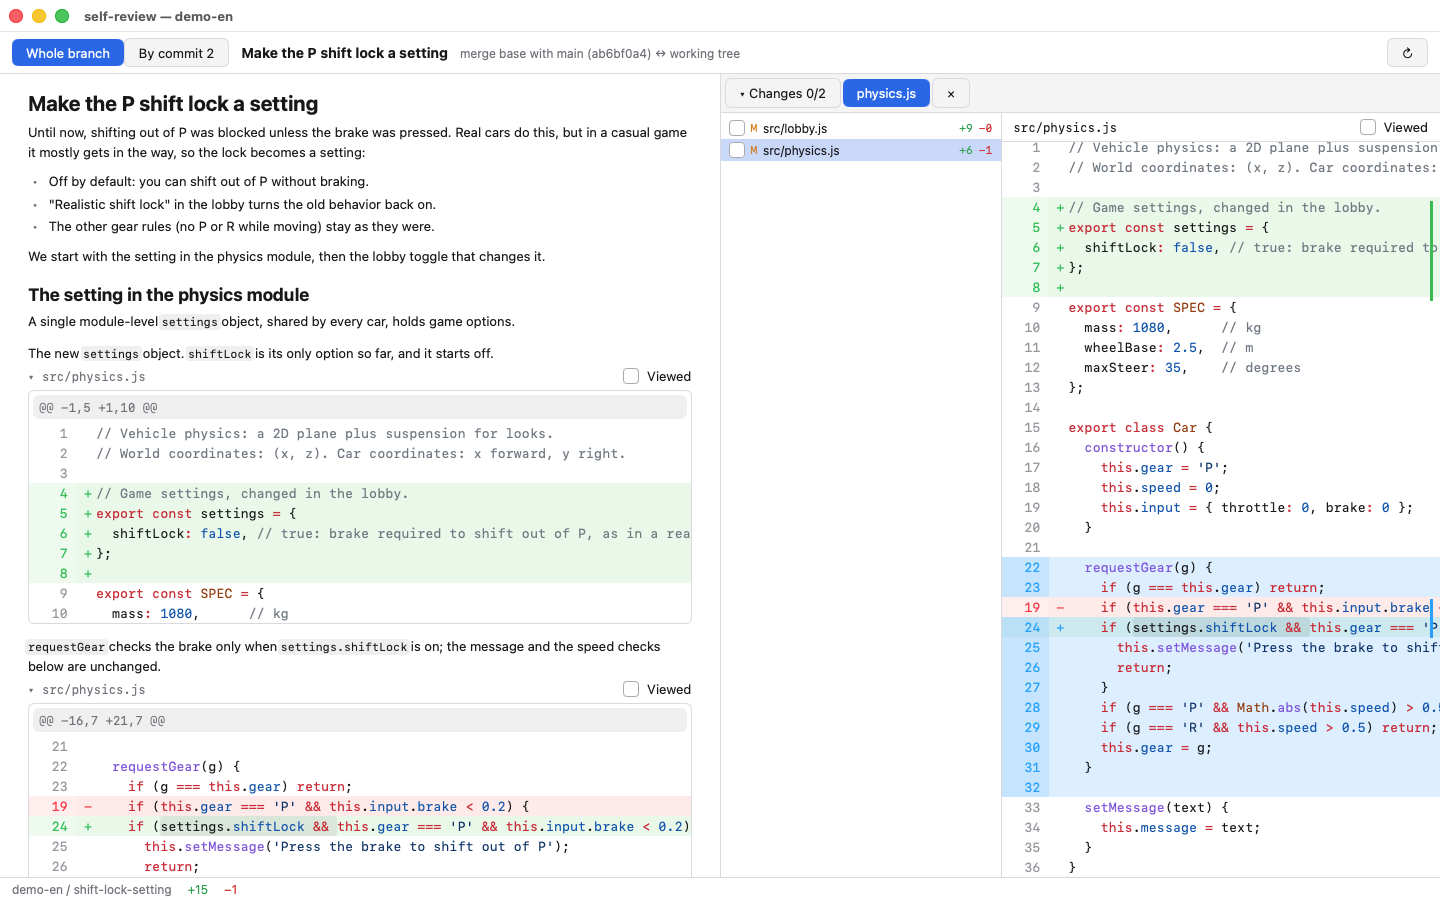 self-review — demo-en
Whole branch
By commit 2
Make the P shift lock a setting
merge base with main (ab6bf0a4) ↔ working tree
↻
Make the P shift lock a setting
Until now, shifting out of P was blocked unless the brake was pressed. Real cars do this, but in a casual game
it mostly gets in the way, so the lock becomes a setting:
• Off by default: you can shift out of P without braking.
• "Realistic shift lock" in the lobby turns the old behavior back on.
• The other gear rules (no P or R while moving) stay as they were.
We start with the setting in the physics module, then the lobby toggle that changes it.
The setting in the physics module
A single module-level settings object, shared by every car, holds game options.
The new settings object. shiftLock is its only option so far, and it starts off.
▾ src/physics.js
Viewed
@@ −1,5 +1,10 @@
1 // Vehicle physics: a 2D plane plus suspension for looks.
2 // World coordinates: (x, z). Car coordinates: x forward, y right.
3
4 + // Game settings, changed in the lobby.
5 + export const settings = {
6 + shiftLock: false, // true: brake required to shift out of P, as in a rea
7 + };
8 +
9 export const SPEC = {
10 mass: 1080, // kg
requestGear checks the brake only when settings.shiftLock is on; the message and the speed checks
below are unchanged.
▾ src/physics.js
Viewed
@@ −16,7 +21,7 @@
21
22 requestGear(g) {
23 if (g === this.gear) return;
19 − if (this.gear === 'P' && this.input.brake < 0.2) {
24 + if (settings.shiftLock && this.gear === 'P' && this.input.brake < 0.2)
25 this.setMessage('Press the brake to shift out of P');
26 return;
▾ Changes 0/2
physics.js
×
M src/lobby.js +9 −0
M src/physics.js +6 −1
src/physics.js
Viewed
1 // Vehicle physics: a 2D plane plus suspension
2 // World coordinates: (x, z). Car coordinates:
3
4 + // Game settings, changed in the lobby.
5 + export const settings = {
6 + shiftLock: false, // true: brake required to
7 + };
8 +
9 export const SPEC = {
10 mass: 1080, // kg
11 wheelBase: 2.5, // m
12 maxSteer: 35, // degrees
13 };
14
15 export class Car {
16 constructor() {
17 this.gear = 'P';
18 this.speed = 0;
19 this.input = { throttle: 0, brake: 0 };
20 }
21
22 requestGear(g) {
23 if (g === this.gear) return;
19 − if (this.gear === 'P' && this.input.brake
24 + if (settings.shiftLock && this.gear === 'P
25 this.setMessage('Press the brake to shif
26 return;
27 }
28 if (g === 'P' && Math.abs(this.speed) > 0.5
29 if (g === 'R' && this.speed > 0.5) return;
30 this.gear = g;
31 }
32
33 setMessage(text) {
34 this.message = text;
35 }
36 }
demo-en / shift-lock-setting +15 −1